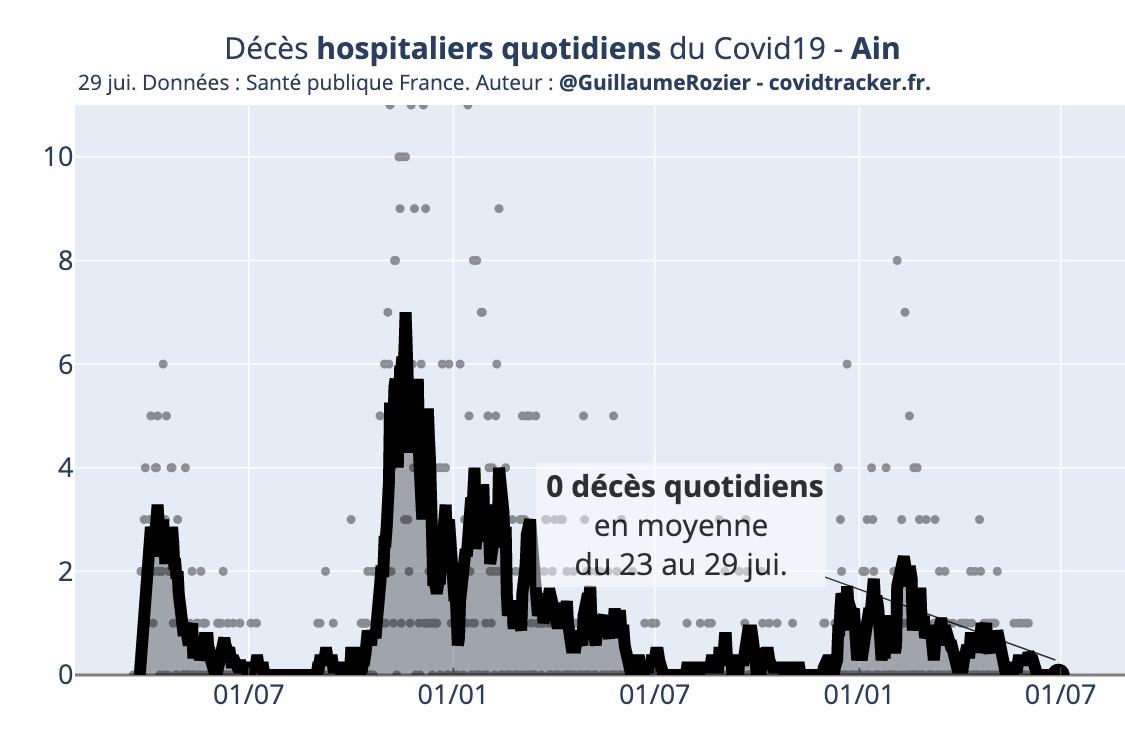 Décès hospitaliers quotidiens du Covid19 - Ain
29 jui. Données : Santé publique France. Auteur : @GuillaumeRozier - covidtracker.fr.
10
8
6
4
2
0
0 décès quotidiens
en moyenne
du 23 au 29 jui.
01/07
01/01
01/07
01/01
01/07